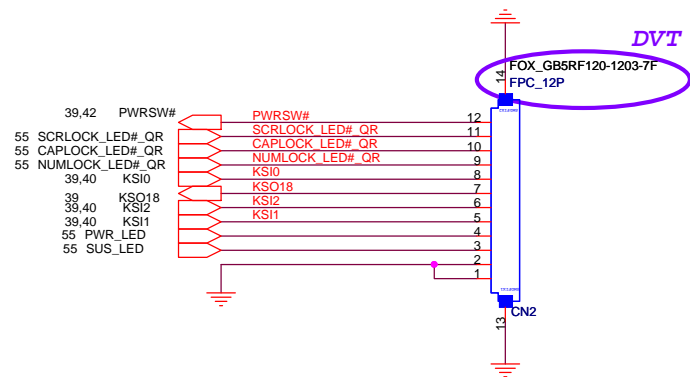 DVT
14
FOX_GB5RF120-1203-7F
FPC_12P
39,42 PWRSW# PWRSW# 12
55 SCRLOCK_LED#_QR SCRLOCK_LED#_QR 11
55 CAPLOCK_LED#_QR CAPLOCK_LED#_QR 10
55 NUMLOCK_LED#_QR NUMLOCK_LED#_QR 9
39,40 KSI0 KSI0 8
39 KSO18 KSO18 7
39,40 KSI2 KSI2 6
39,40 KSI1 KSI1 5
55 PWR_LED 4
55 SUS_LED 3
2
1
CN2
13